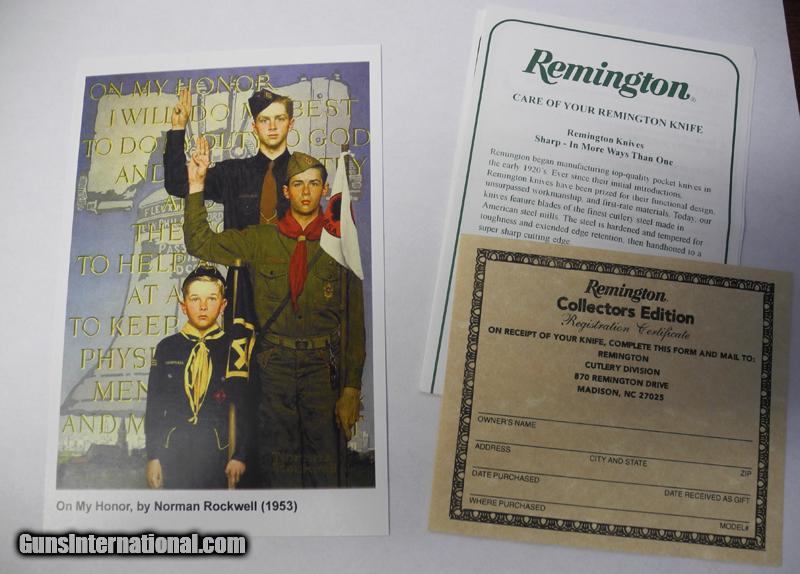 ON MY HONOR
I WILL DO MY BEST
TO DO MY DUTY TO GOD
AND
TO HELP
AT A
TO KEEP
PHYS
MEN
AND M
Norman
Rockwell
On My Honor, by Norman Rockwell (1953)
GunsInternational.com
Remington®
CARE OF YOUR REMINGTON KNIFE
Remington Knives
Sharp - In More Ways Than One
Remington began manufacturing top-quality pocket knives in
the early 1920's. Ever since their initial introductions,
Remington knives have been prized for their functional design,
unsurpassed workmanship, and first-rate materials. Today, our
knives feature blades of the finest cutlery steel made in
American steel mills. The steel is hardened and tempered for
toughness and extended edge retention, then handhoned to a
super sharp cutting edge
Remington
Collectors Edition
Registration Certificate
ON RECEIPT OF YOUR KNIFE, COMPLETE THIS FORM AND MAIL TO:
REMINGTON
CUTLERY DIVISION
870 REMINGTON DRIVE
MADISON, NC 27025
OWNER'S NAME
ADDRESS CITY AND STATE ZIP
DATE PURCHASED DATE RECEIVED AS GIFT
WHERE PURCHASED MODEL#